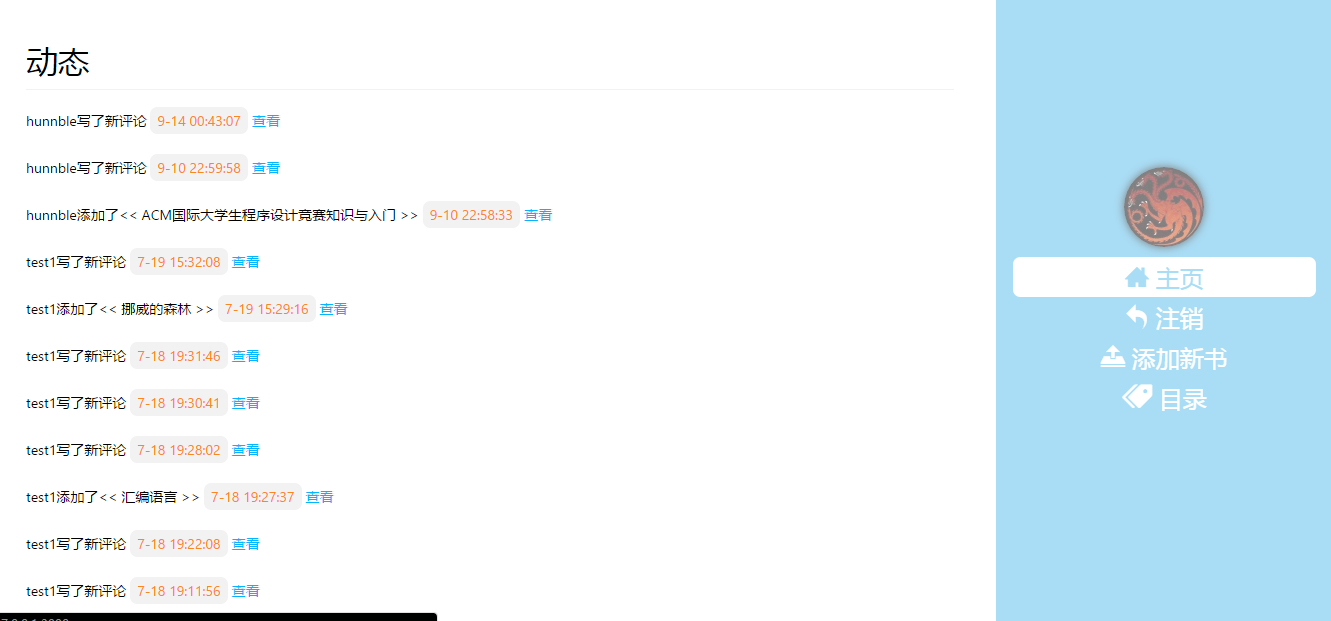 动态
hunnble写了新评论 9-14 00:43:07 查看
hunnble写了新评论 9-10 22:59:58 查看
hunnble添加了<< ACM国际大学生程序设计竞赛知识与入门 >> 9-10 22:58:33 查看
test1写了新评论 7-19 15:32:08 查看
test1添加了<< 挪威的森林 >> 7-19 15:29:16 查看
test1写了新评论 7-18 19:31:46 查看
test1写了新评论 7-18 19:30:41 查看
test1写了新评论 7-18 19:28:02 查看
test1添加了<< 汇编语言 >> 7-18 19:27:37 查看
test1写了新评论 7-18 19:22:08 查看
test1写了新评论 7-18 19:11:56 查看
主页
注销
添加新书
目录